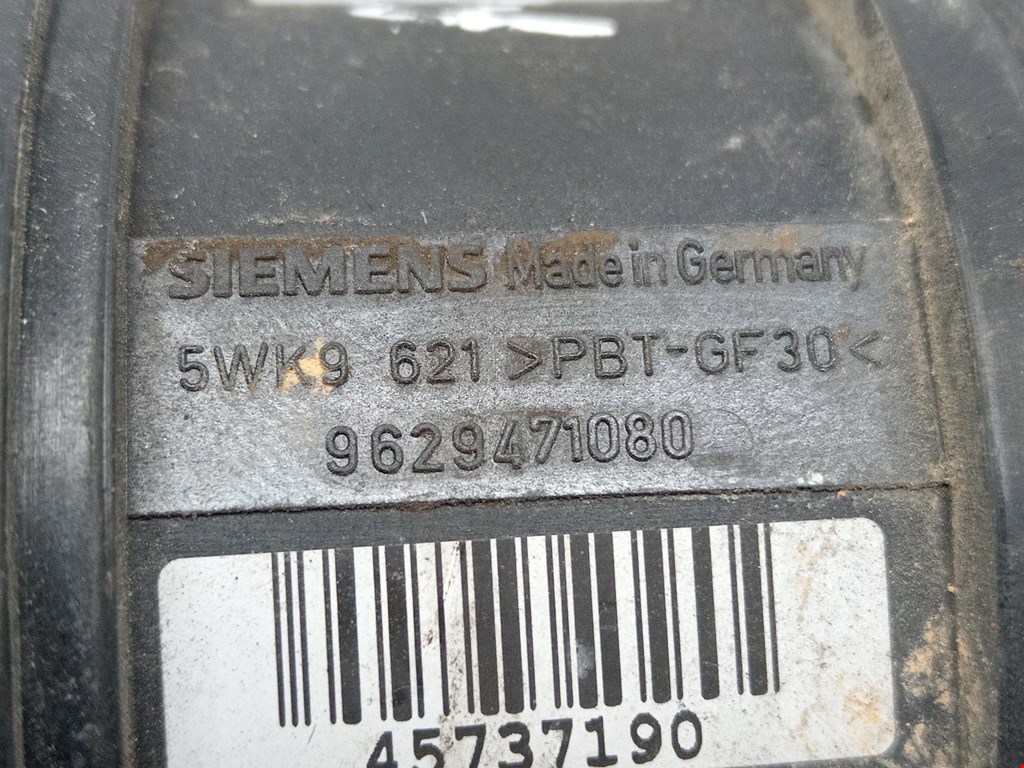 SIEMENS Made in Germany
5WK9 621 >PBT-GF30<
9629471080
45737190